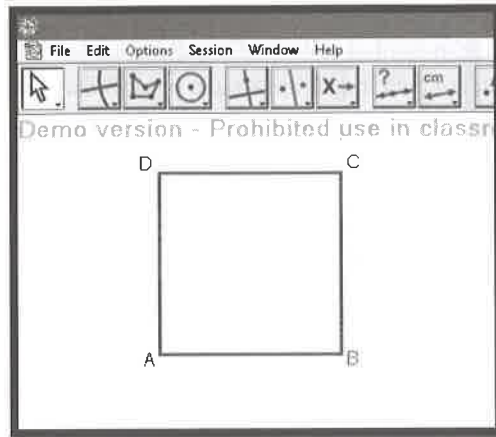 File Edit Options Session Window Help
? cm
Demo version - Prohibited use in classr
D C
A B